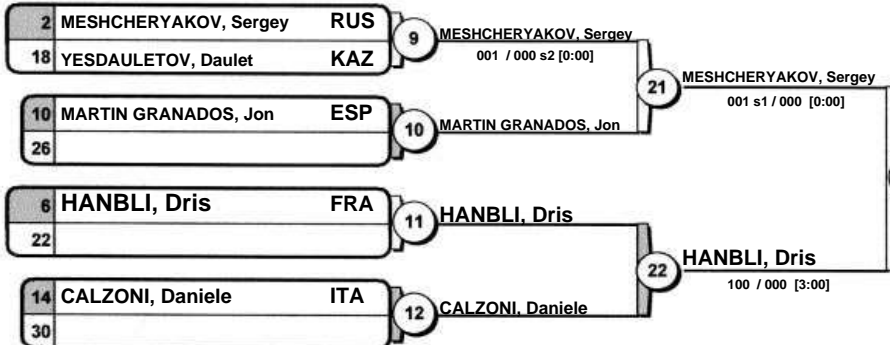 2 MESHCHERYAKOV, Sergey RUS
18 YESDAULETOV, Daulet KAZ
9 MESHCHERYAKOV, Sergey
001 / 000 s2 [0:00]
10 MARTIN GRANADOS, Jon ESP
26
10 MARTIN GRANADOS, Jon
21 MESHCHERYAKOV, Sergey
001 s1 / 000 [0:00]
6 HANBLI, Dris FRA
22
11 HANBLI, Dris
14 CALZONI, Daniele ITA
30
12 CALZONI, Daniele
22 HANBLI, Dris
100 / 000 [3:00]